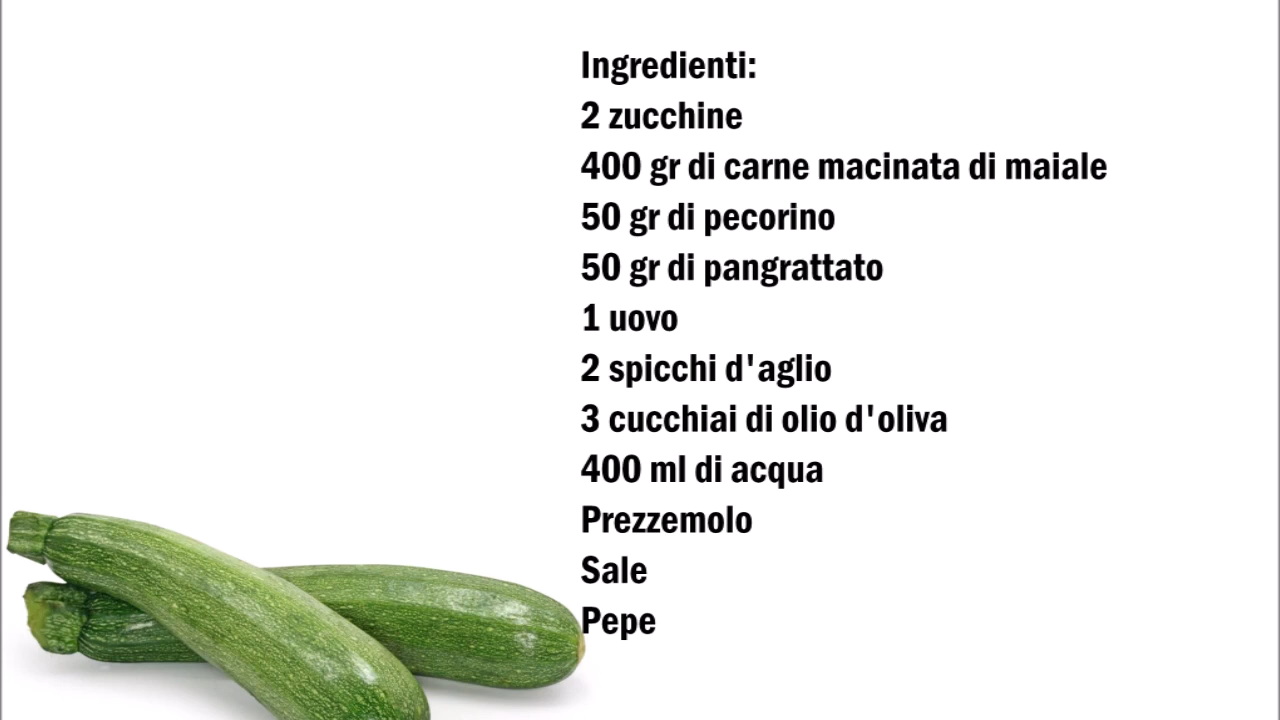 Ingredienti:
2 zucchine
400 gr di carne macinata di maiale
50 gr di pecorino
50 gr di pangrattato
1 uovo
2 spicchi d'aglio
3 cucchiai di olio d'oliva
400 ml di acqua
Prezzemolo
Sale
Pepe